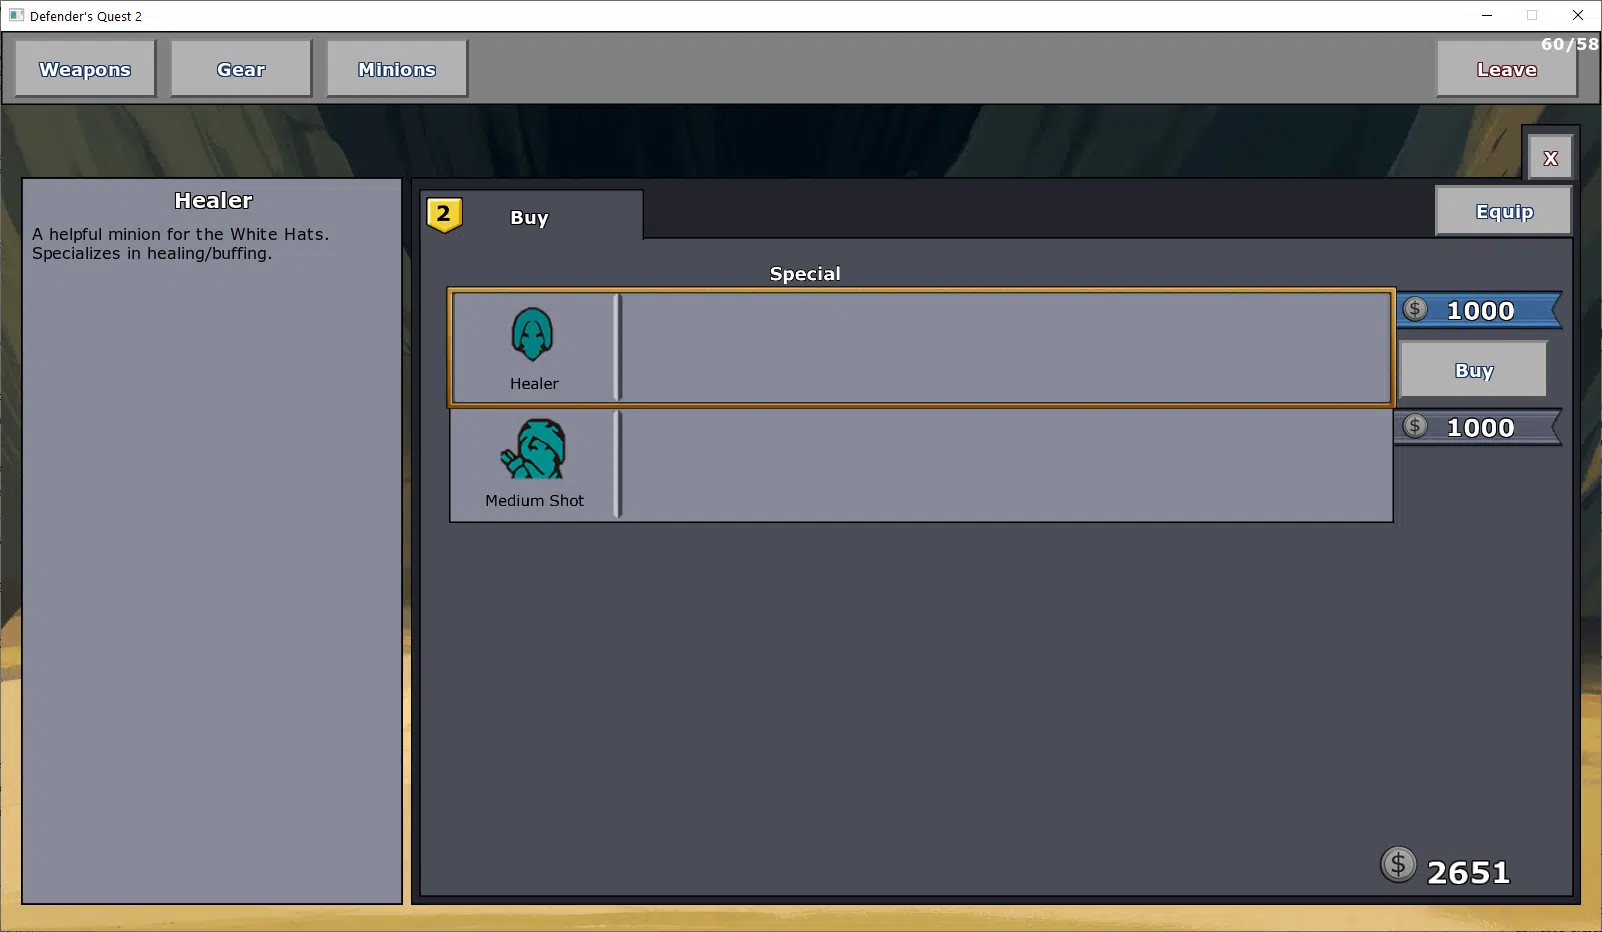 Defender's Quest 2
60/58
Weapons
Gear
Minions
Leave
X
Healer
A helpful minion for the White Hats.
Specializes in healing/buffing.
2
Buy
Equip
Special
Healer
$ 1000
Buy
Medium Shot
$ 1000
$ 2651